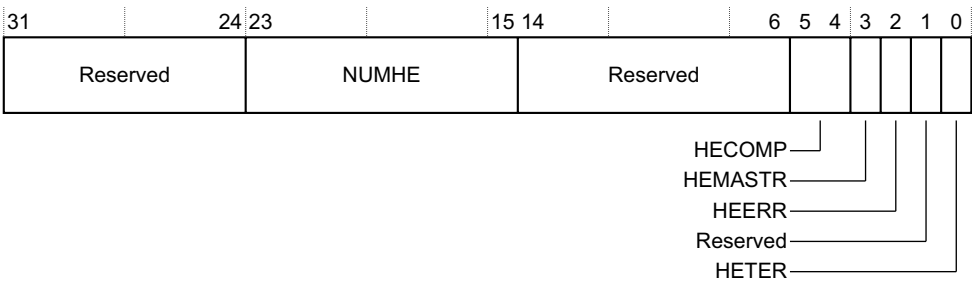 31 24 23 15 14 6 5 4 3 2 1 0
Reserved NUMHE Reserved
HECOMP
HEMASTR
HEERR
Reserved
HETER